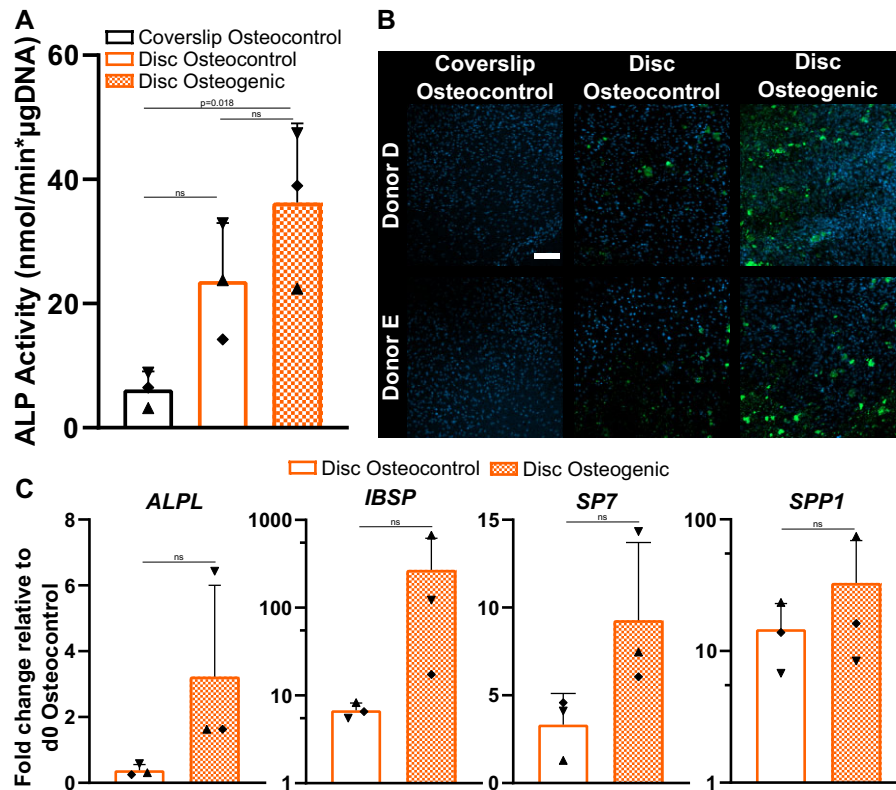 A
ALP Activity (nmol/min*µgDNA)
60
40
20
0
Coverslip Osteocontrol
Disc Osteocontrol
Disc Osteogenic
p=0.018
ns
ns
B
Coverslip
Osteocontrol
Disc
Osteocontrol
Disc
Osteogenic
Donor D
Donor E
C
Disc Osteocontrol
Disc Osteogenic
Fold change relative to
d0 Osteocontrol
ALPL
8
6
4
2
0
ns
IBSP
1000
100
10
1
ns
SP7
15
10
5
0
ns
SPP1
100
10
1
ns